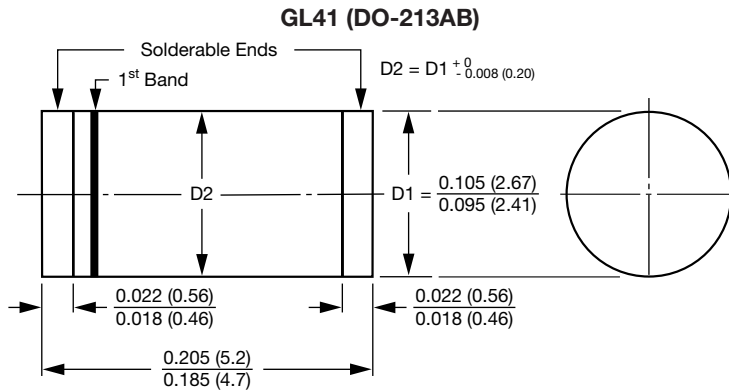 GL41 (DO-213AB)
Solderable Ends
D2 = D1 + 0 - 0.008 (0.20)
1st Band
D2
D1 = 0.105 (2.67)
0.095 (2.41)
0.022 (0.56)
0.018 (0.46)
0.022 (0.56)
0.018 (0.46)
0.205 (5.2)
0.185 (4.7)